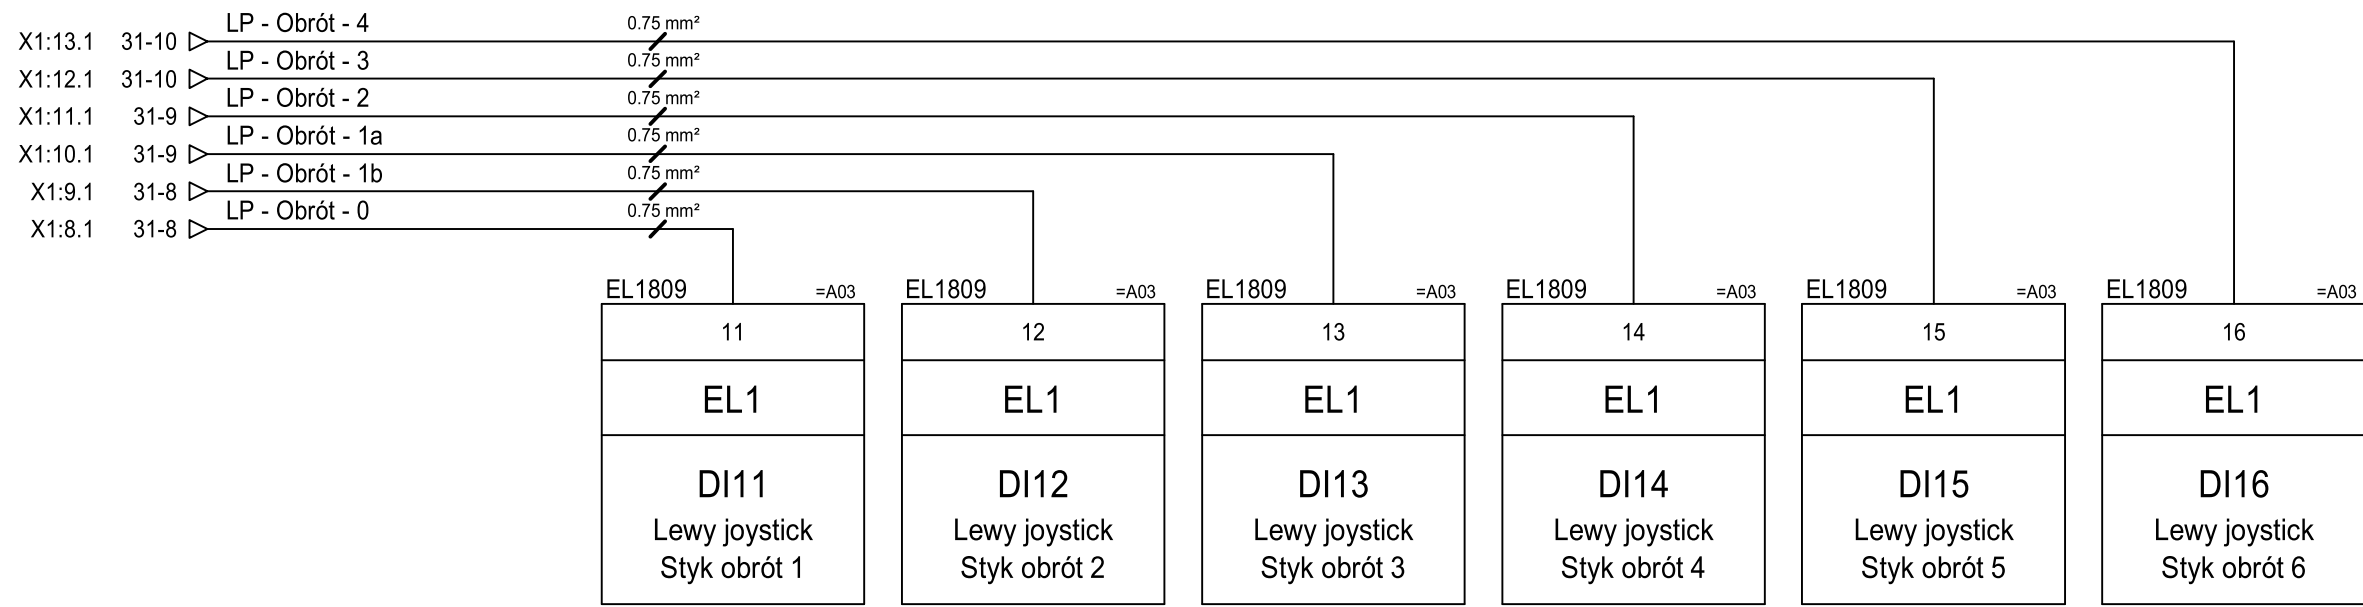 LP - Obrót - 4 0.75 mm²
X1:13.1 31-10
LP - Obrót - 3 0.75 mm²
X1:12.1 31-10
LP - Obrót - 2 0.75 mm²
X1:11.1 31-9
LP - Obrót - 1a 0.75 mm²
X1:10.1 31-9
LP - Obrót - 1b 0.75 mm²
X1:9.1 31-8
LP - Obrót - 0 0.75 mm²
X1:8.1 31-8
EL1809 =A03 EL1809 =A03 EL1809 =A03 EL1809 =A03 EL1809 =A03 EL1809 =A03
11 12 13 14 15 16
EL1 EL1 EL1 EL1 EL1 EL1
DI11 DI12 DI13 DI14 DI15 DI16
Lewy joystick Lewy joystick Lewy joystick Lewy joystick Lewy joystick Lewy joystick
Styk obrót 1 Styk obrót 2 Styk obrót 3 Styk obrót 4 Styk obrót 5 Styk obrót 6